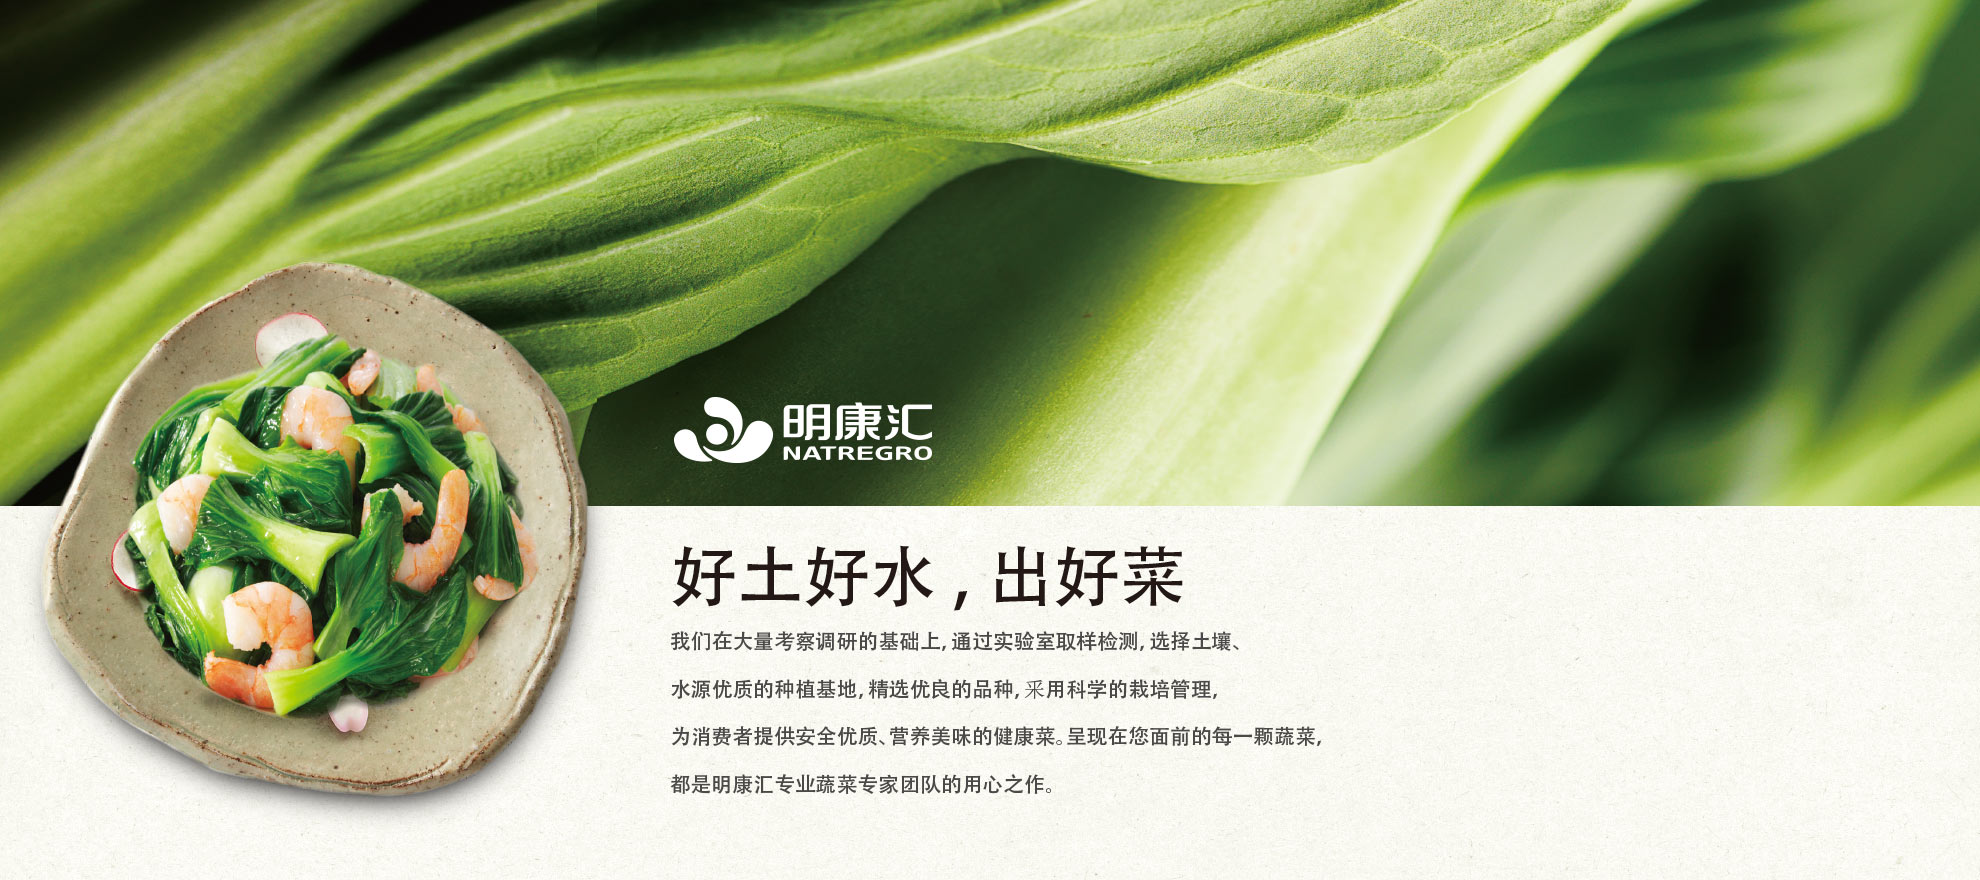 明康汇
NATREGRO
好土好水，出好菜
我们在大量考察调研的基础上，通过实验室取样检测，选择土壤、
水源优质的种植基地，精选优良的品种，采用科学的栽培管理，
为消费者提供安全优质、营养美味的健康菜。呈现在您面前的每一颗蔬菜，
都是明康汇专业蔬菜专家团队的用心之作。